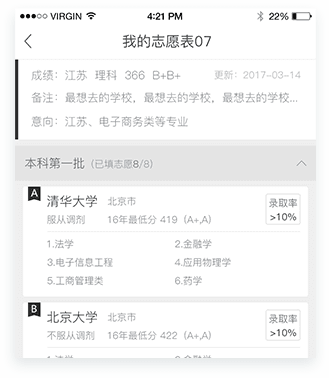 VIRGIN 4:21 PM 22%
我的志愿表07
成绩：江苏 理科 366 B+B+ 更新：2017-03-14
备注：最想去的学校，最想去的学校，最想去的学校...
意向：江苏、电子商务类等专业
本科第一批（已填志愿8/8）
A 清华大学 北京市 录取率
服从调剂 16年最低分 419（A+,A） >10%
1.法学 2.金融学
3.电子信息工程 4.应用物理学
5.工商管理类 6.药学
B 北京大学 北京市 录取率
不服从调剂 16年最低分 422（A+,A） >10%
1.法学 2.金融学